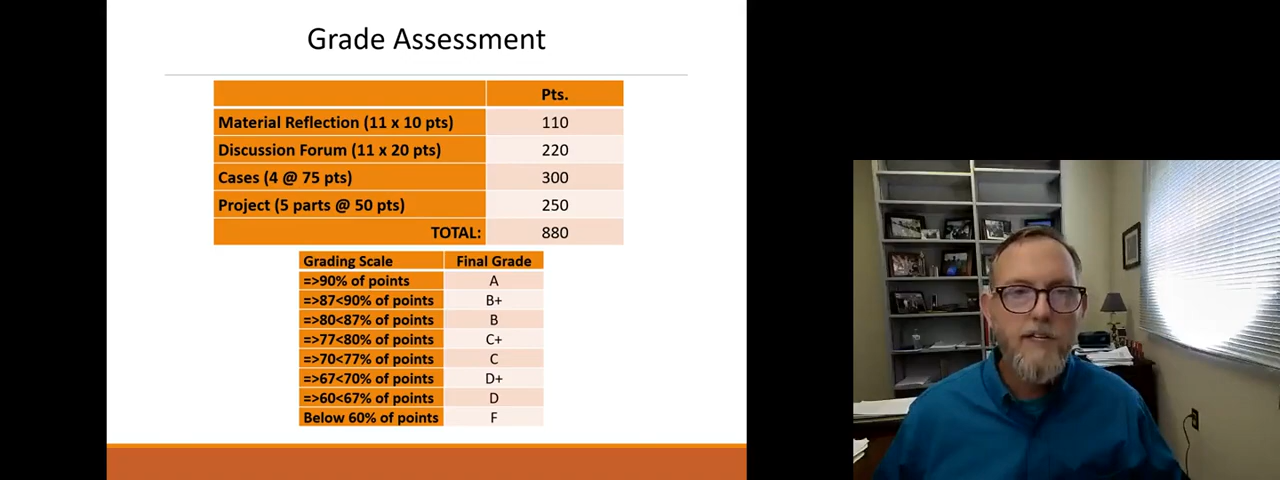 Grade Assessment
Pts.
Material Reflection (11 x 10 pts) 110
Discussion Forum (11 x 20 pts) 220
Cases (4 @ 75 pts) 300
Project (5 parts @ 50 pts) 250
TOTAL: 880
Grading Scale Final Grade
=>90% of points A
=>87<90% of points B+
=>80<87% of points B
=>77<80% of points C+
=>70<77% of points C
=>67<70% of points D+
=>60<67% of points D
Below 60% of points F